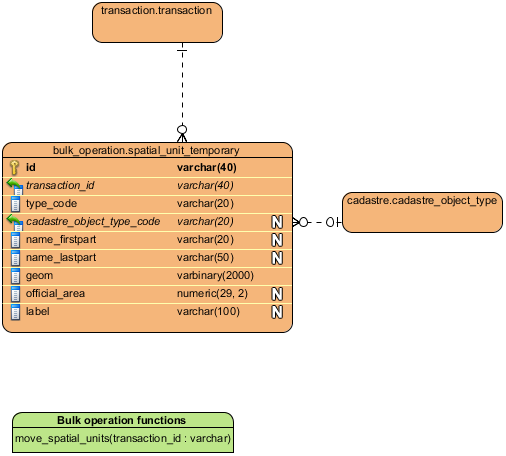 transaction.transaction
bulk_operation.spatial_unit_temporary
id varchar(40)
transaction_id varchar(40)
type_code varchar(20)
cadastre_object_type_code varchar(20) N
name_firstpart varchar(20) N
name_lastpart varchar(50) N
geom varbinary(2000)
official_area numeric(29, 2) N
label varchar(100) N
cadastre.cadastre_object_type
Bulk operation functions
move_spatial_units(transaction_id : varchar)